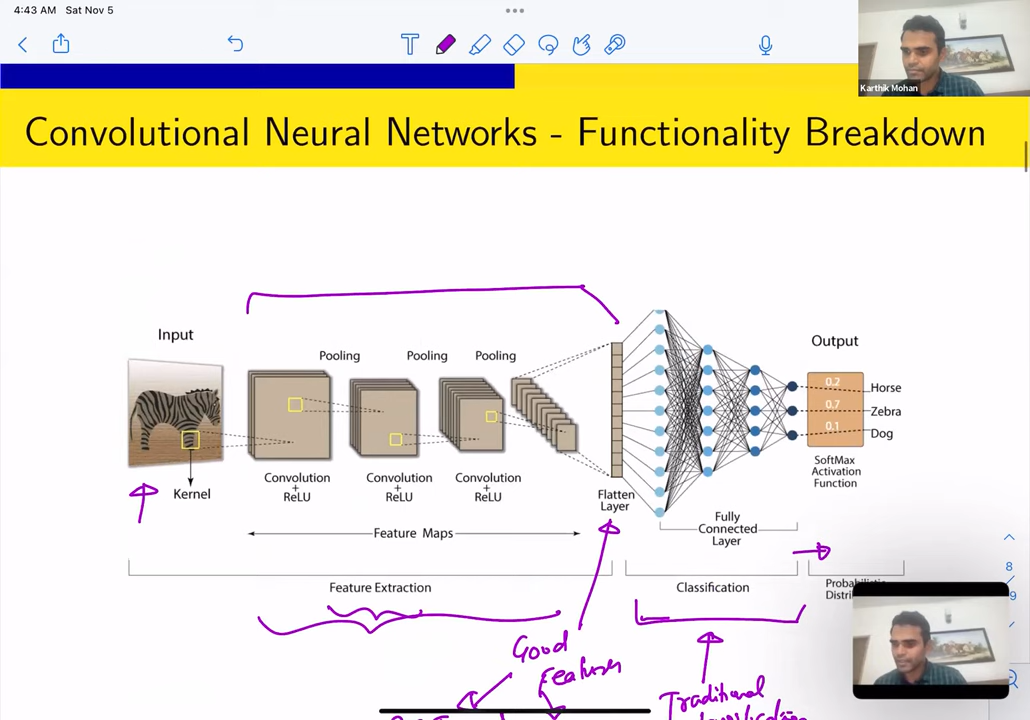 4:43 AM Sat Nov 5
Karthik Mohan
Convolutional Neural Networks - Functionality Breakdown
Input
Output
Pooling
Pooling
Pooling
0.2
Horse
0.7
Zebra
0.1
Dog
Kernel
Convolution
+
ReLU
Convolution
+
ReLU
Convolution
+
ReLU
Flatten
Layer
SoftMax
Activation
Function
Fully
Connected
Layer
Feature Maps
Feature Extraction
Classification
8
9
Good
Features
Traditional